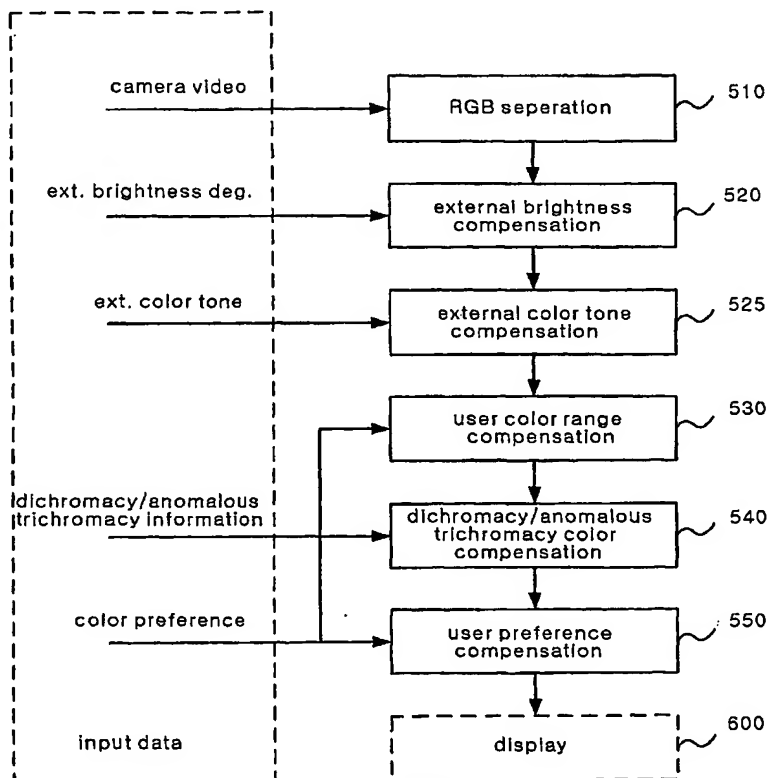 camera video
RGB seperation
510
ext. brightness deg.
external brightness
compensation
520
ext. color tone
external color tone
compensation
525
user color range
compensation
530
dichromacy/anomalous
trichromacy information
dichromacy/anomalous
trichromacy color
compensation
540
color preference
user preference
compensation
550
input data
display
600